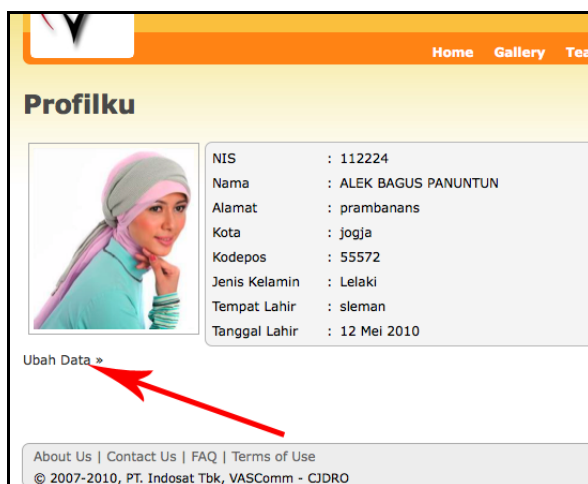 Home Gallery Tea
Profilku
NIS : 112224
Nama : ALEK BAGUS PANUNTUN
Alamat : prambanans
Kota : jogja
Kodepos : 55572
Jenis Kelamin : Lelaki
Tempat Lahir : sleman
Tanggal Lahir : 12 Mei 2010
Ubah Data »
About Us | Contact Us | FAQ | Terms of Use
© 2007-2010, PT. Indosat Tbk, VASComm - CJDRO